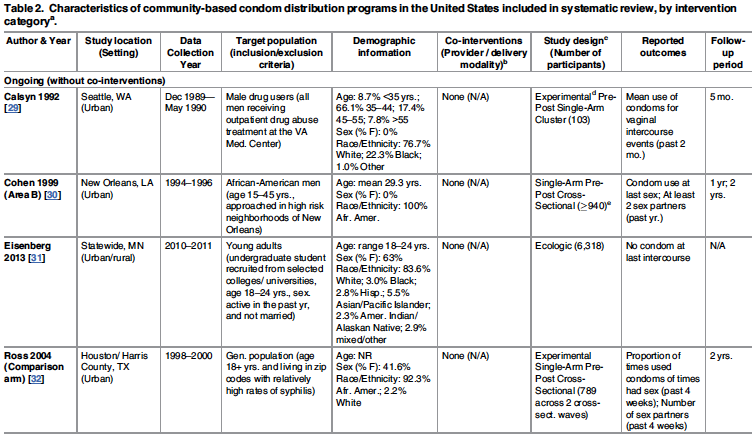 Table 2. Characteristics of community-based condom distribution programs in the United States included in systematic review, by intervention
categoryᵃ.
Author & Year
Study location
(Setting)
Data
Collection
Year
Target population
(inclusion/exclusion
criteria)
Demographic
information
Co-interventions
(Provider / delivery
modality)ᵇ
Study designᶜ
(Number of
participants)
Reported
outcomes
Follow-
up
period
Ongoing (without co-interventions)
Calsyn 1992
[29]
Seattle, WA
(Urban)
Dec 1989—
May 1990
Male drug users (all
men receiving
outpatient drug abuse
treatment at the VA
Med. Center)
Age: 8.7% <35 yrs.;
66.1% 35–44; 17.4%
45–55; 7.8% >55
Sex (% F): 0%
Race/Ethnicity: 76.7%
White; 22.3% Black;
1.0% Other
None (N/A)
Experimentalᵈ Pre-
Post Single-Arm
Cluster (103)
Mean use of
condoms for
vaginal
intercourse
events (past 2
mo.)
5 mo.
Cohen 1999
(Area B) [30]
New Orleans, LA
(Urban)
1994–1996
African-American men
(age 15–45 yrs.,
approached in high risk
neighborhoods of New
Orleans)
Age: mean 29.3 yrs.
Sex (% F): 0%
Race/Ethnicity: 100%
Afr. Amer.
None (N/A)
Single-Arm Pre-
Post Cross-
Sectional (≥940)ᵉ
Condom use at
last sex; At least
2 sex partners
(past yr.)
1 yr; 2
yrs.
Eisenberg
2013 [31]
Statewide, MN
(Urban/rural)
2010–2011
Young adults
(undergraduate student
recruited from selected
colleges/ universities,
age 18–24 yrs., sex.
active in the past yr,
and not married)
Age: range 18–24 yrs.
Sex (% F): 63%
Race/Ethnicity: 83.6%
White; 3.0% Black;
2.8% Hisp.; 5.5%
Asian/Pacific Islander;
2.3% Amer. Indian/
Alaskan Native; 2.9%
mixed/other
None (N/A)
Ecologic (6,318)
No condom at
last intercourse
N/A
Ross 2004
(Comparison
arm) [32]
Houston/ Harris
County, TX
(Urban)
1998–2000
Gen. population (age
18+ yrs. and living in zip
codes with relatively
high rates of syphilis)
Age: NR
Sex (% F): 41.6%
Race/Ethnicity: 92.3%
Afr. Amer.; 2.2%
White
None (N/A)
Experimental
Single-Arm Pre-
Post Cross-
Sectional (789
across 2 cross-
sect. waves)
Proportion of
times used
condoms of times
had sex (past 4
weeks); Number
of sex partners
(past 4 weeks)
2 yrs.